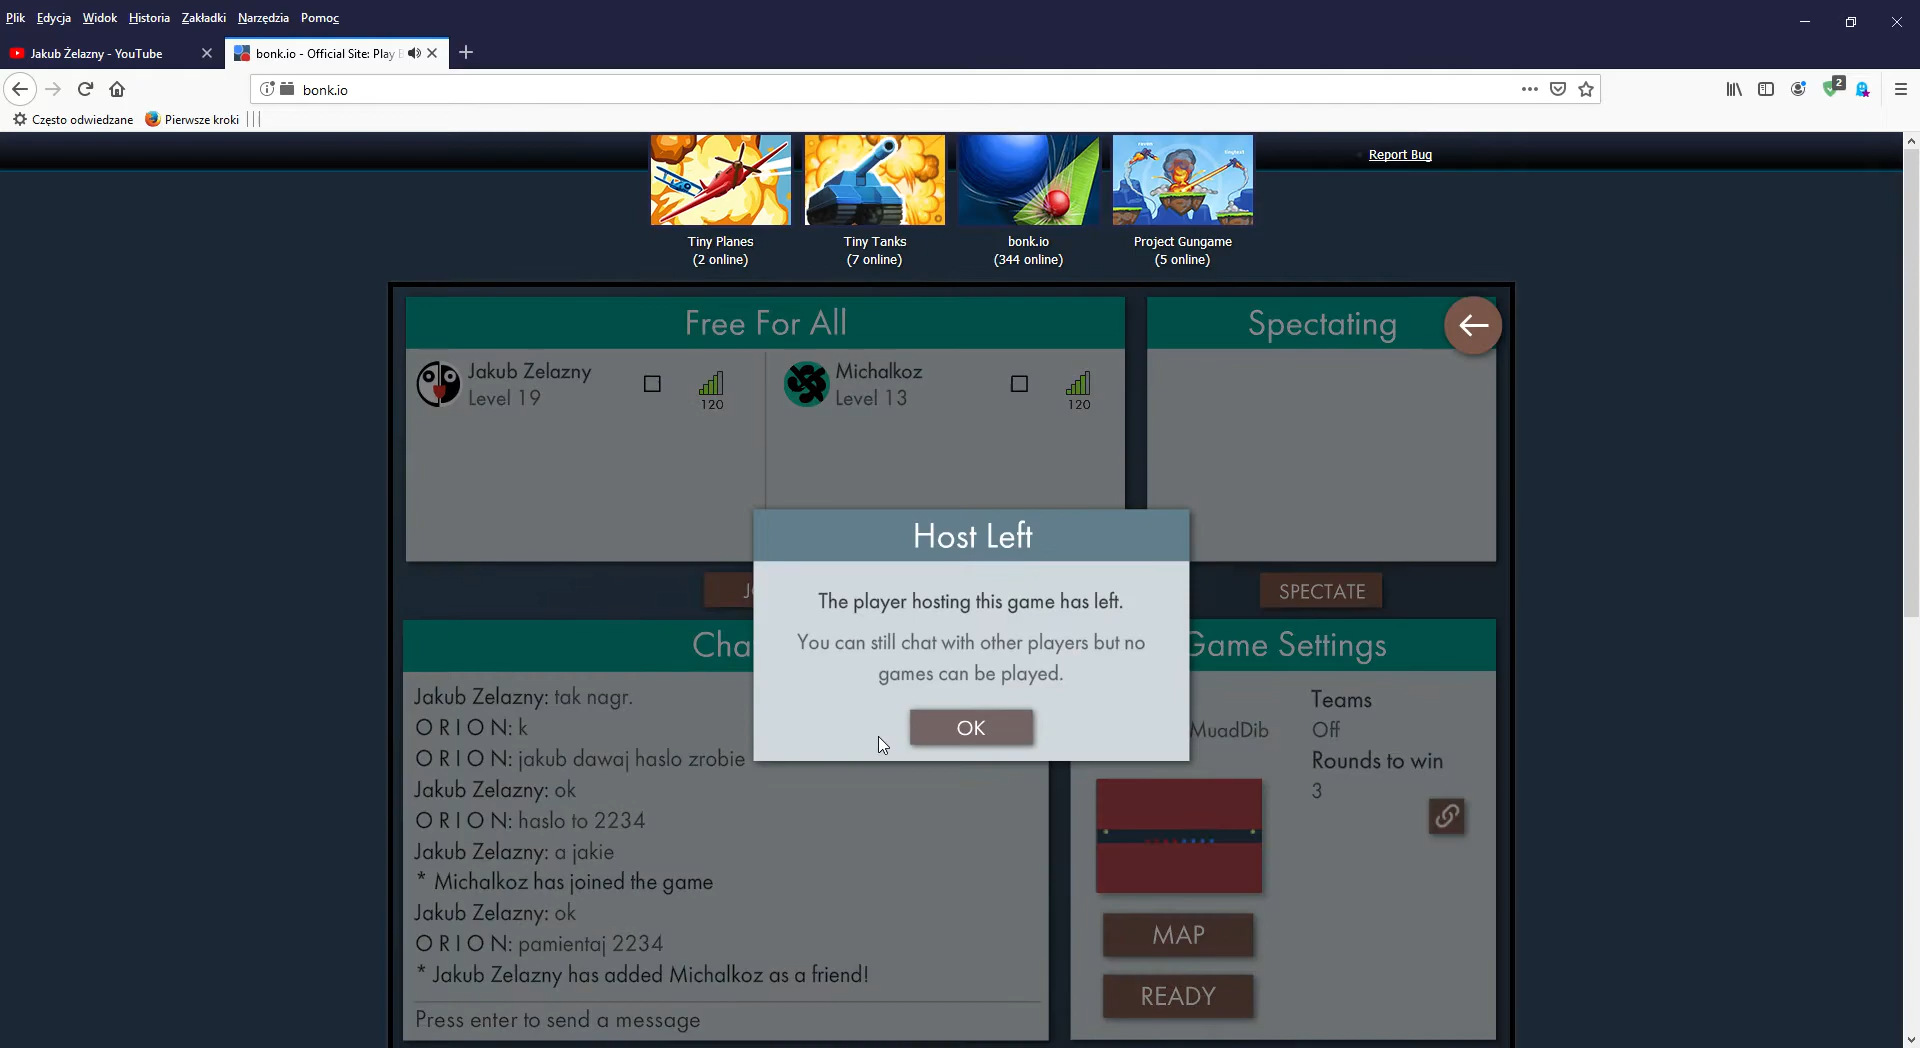 Plik Edycja Widok Historia Zakładki Narzędzia Pomoc
Jakub Żelazny - YouTube
bonk.io - Official Site: Play B
bonk.io
2
Często odwiedzane
Pierwsze kroki
Report Bug
Tiny Planes
(2 online)
Tiny Tanks
(7 online)
bonk.io
(344 online)
Project Gungame
(5 online)
Free For All
Spectating
Jakub Zelazny
Level 19
120
Michalkoz
Level 13
120
Host Left
The player hosting this game has left.
You can still chat with other players but no
games can be played.
OK
SPECTATE
Cha
Jakub Zelazny: tak nagr.
O R I O N: k
O R I O N: jakub dawaj haslo zrobie
Jakub Zelazny: ok
O R I O N: haslo to 2234
Jakub Zelazny: a jakie
* Michalkoz has joined the game
Jakub Zelazny: ok
O R I O N: pamientaj 2234
* Jakub Zelazny has added Michalkoz as a friend!
Press enter to send a message
Game Settings
MuadDib
Teams
Off
Rounds to win
3
MAP
READY